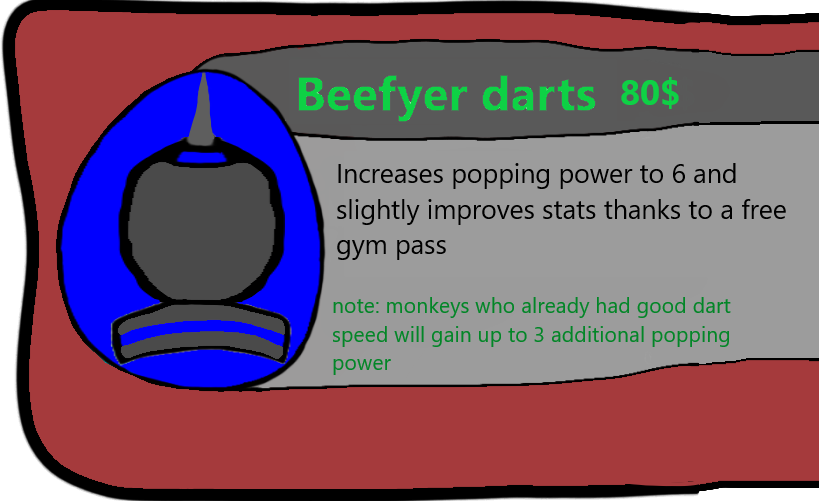 Beefyer darts 80$
Increases popping power to 6 and
slightly improves stats thanks to a free
gym pass
note: monkeys who already had good dart
speed will gain up to 3 additional popping
power